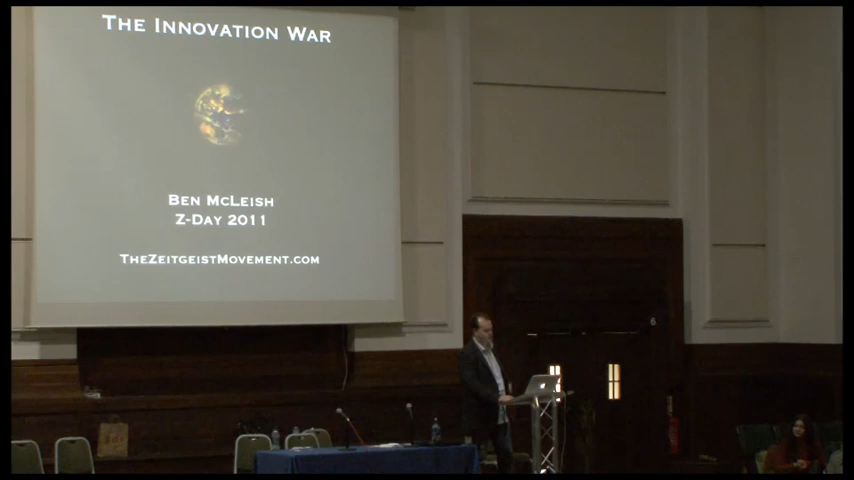 The Innovation War
Ben McLeish
Z-Day 2011
TheZeitgeistMovement.com